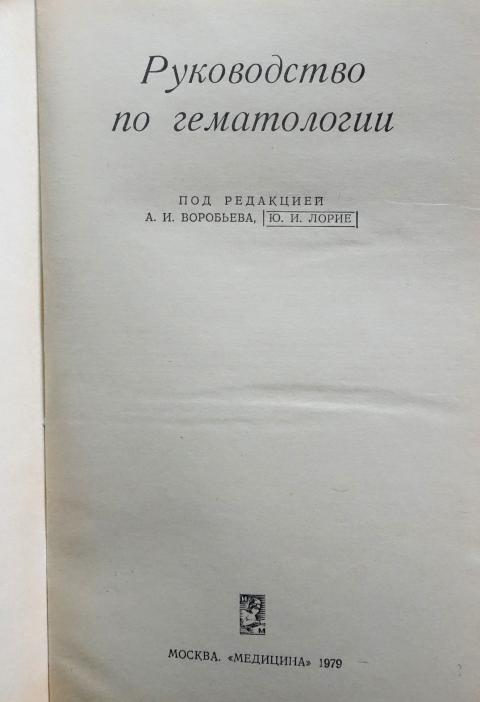 Руководство
по гематологии
ПОД РЕДАКЦИЕЙ
А. И. ВОРОБЬЕВА, Ю. И. ЛОРИЕ
И
М
МОСКВА. «МЕДИЦИНА» 1979